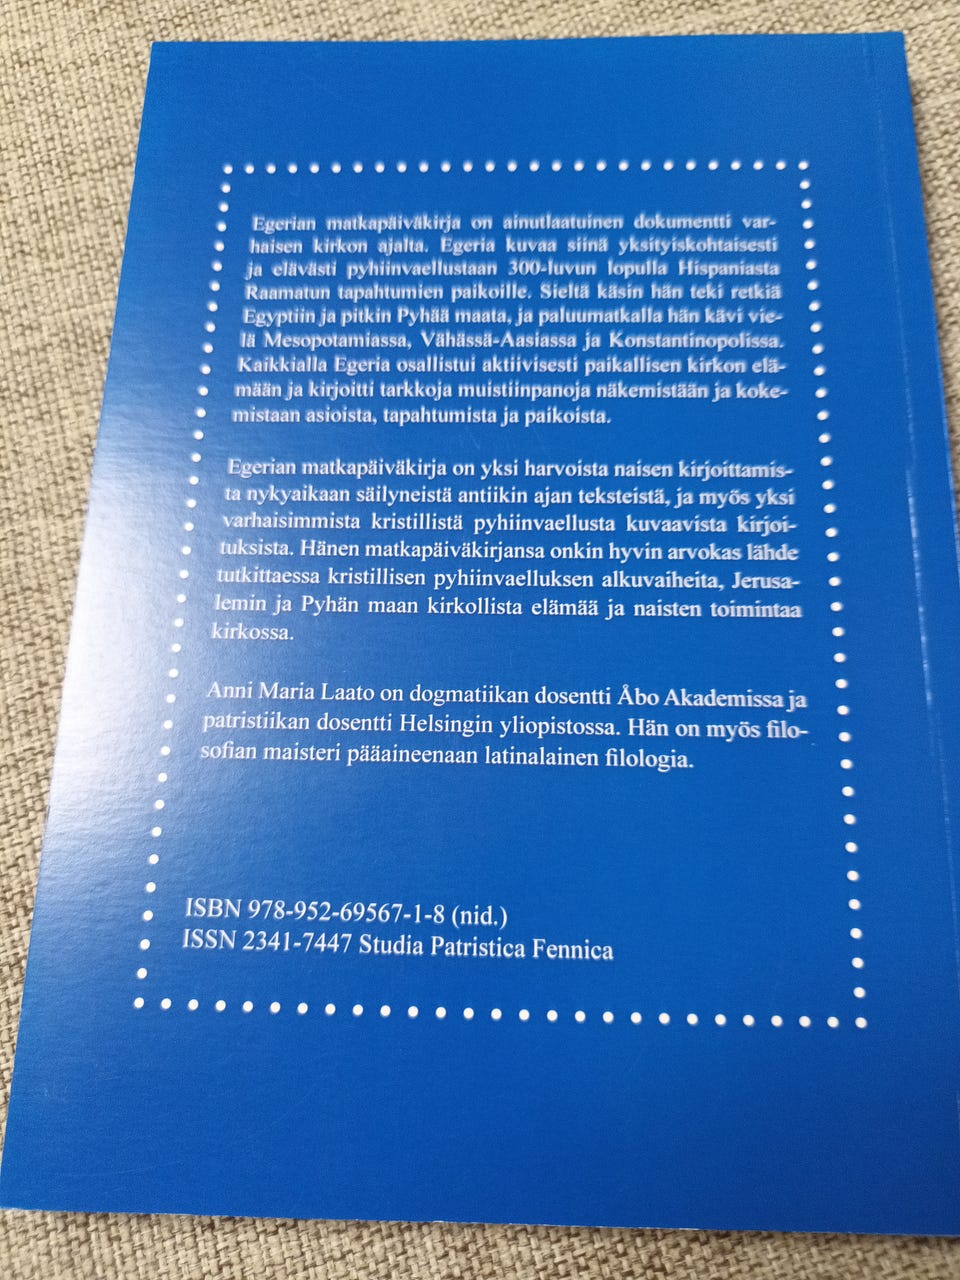 Egerian matkapäiväkirja on ainutlaatuinen dokumentti var-
haisen kirkon ajalta. Egeria kuvaa siinä yksityiskohtaisesti
ja elävästi pyhiinvaellustaan 300-luvun lopulla Hispaniasta
Raamatun tapahtumien paikoille. Sieltä käsin hän teki retkiä
Egyptiin ja pitkin Pyhää maata, ja paluumatkalla hän kävi vie-
lä Mesopotamiassa, Vähässä-Aasiassa ja Konstantinopolissa.
Kaikkialla Egeria osallistui aktiivisesti paikallisen kirkon elä-
mään ja kirjoitti tarkkoja muistiinpanoja näkemistään ja koke-
mistaan asioista, tapahtumista ja paikoista.
Egerian matkapäiväkirja on yksi harvoista naisen kirjoittamis-
ta nykyaikaan säilyneistä antiikin ajan teksteistä, ja myös yksi
varhaisimmista kristillistä pyhiinvaellusta kuvaavista kirjoi-
tuksista. Hänen matkapäiväkirjansa onkin hyvin arvokas lähde
tutkittaessa kristillisen pyhiinvaelluksen alkuvaiheita, Jerusa-
lemin ja Pyhän maan kirkollista elämää ja naisten toimintaa
kirkossa.
Anni Maria Laato on dogmatiikan dosentti Åbo Akademissa ja
patristiikan dosentti Helsingin yliopistossa. Hän on myös filo-
sofian maisteri pääaineenaan latinalainen filologia.
ISBN 978-952-69567-1-8 (nid.)
ISSN 2341-7447 Studia Patristica Fennica